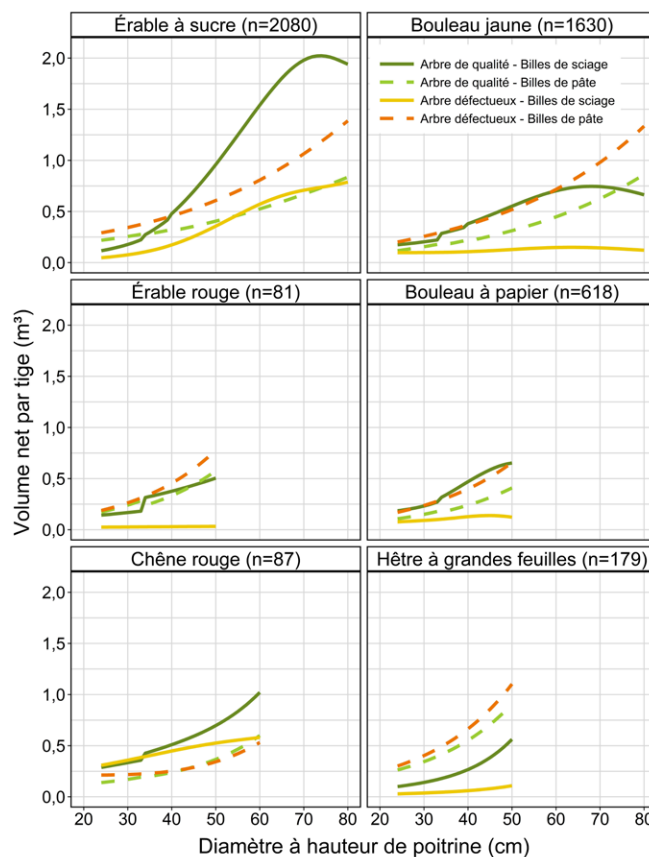 Érable à sucre (n=2080)
Bouleau jaune (n=1630)
Arbre de qualité - Billes de sciage
Arbre de qualité - Billes de pâte
Arbre défectueux - Billes de sciage
Arbre défectueux - Billes de pâte
2,0
1,5
1,0
0,5
0,0
Érable rouge (n=81)
Bouleau à papier (n=618)
2,0
1,5
1,0
0,5
0,0
Chêne rouge (n=87)
Hêtre à grandes feuilles (n=179)
2,0
1,5
1,0
0,5
0,0
20 30 40 50 60 70 80 20 30 40 50 60 70 80
Volume net par tige (m³)
Diamètre à hauteur de poitrine (cm)